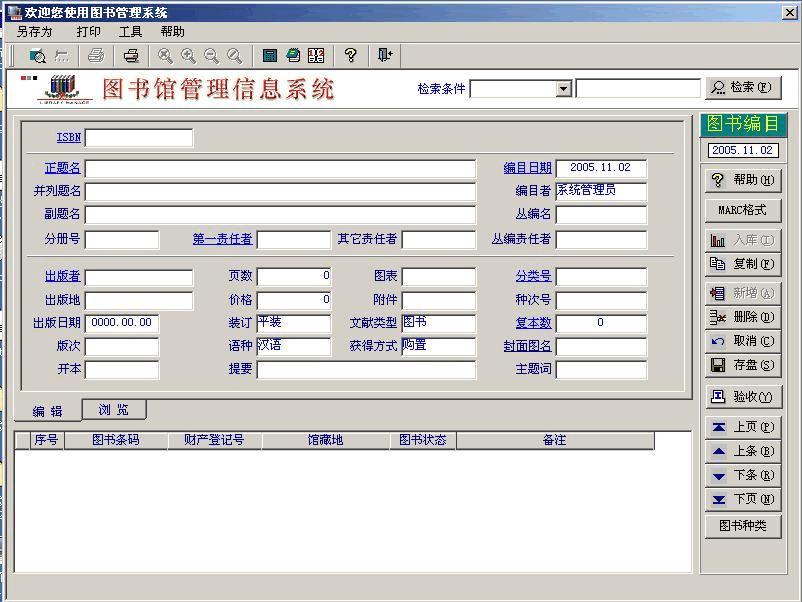 欢迎您使用图书管理系统
另存为 打印 工具 帮助
LIBRARY MANAGE
图书馆管理信息系统 检索条件 检索(F)
图书编目
2005.11.02
ISBN
正题名 编目日期 2005.11.02
并列题名 编目者 系统管理员
副题名 丛编名
分册号 第一责任者 其它责任者 丛编责任者
出版者 页数 0 图表 分类号
出版地 价格 0 附件 种次号
出版日期 0000.00.00 装订 平装 文献类型 图书 复本数 0
版次 语种 汉语 获得方式 购置 封面图名
开本 提要 主题词
帮助(H)
MARC格式
入库(I)
复制(F)
新增(A)
删除(D)
取消(C)
存盘(S)
验收(Y)
上页(P)
上条(B)
下条(R)
下页(N)
图书种类
编 辑 浏 览
序号 图书条码 财产登记号 馆藏地 图书状态 备注